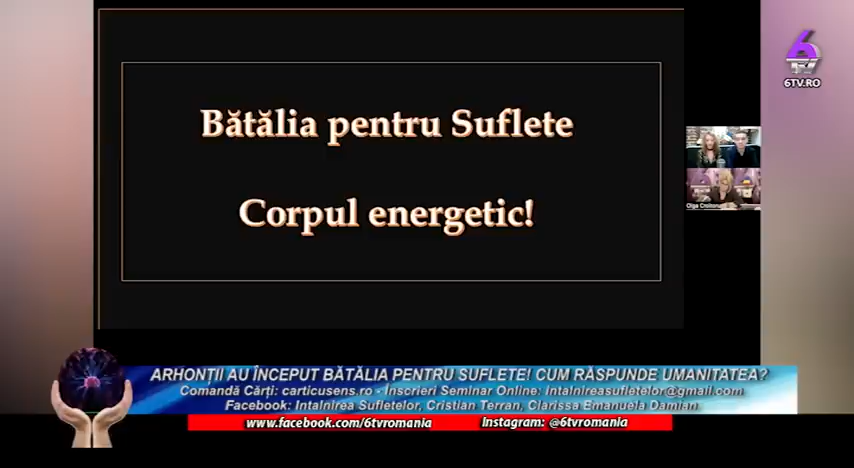 Bătălia pentru Suflete
Corpul energetic!
6TV.RO
Olga
ARHONȚII AU ÎNCEPUT BĂTĂLIA PENTRU SUFLETE! CUM RĂSPUNDE UMANITATEA?
Comandă Cărți: carticusens.ro - Înscrieri Seminar Online: intalnireasufletelor@gmail.com
Facebook: Intalnirea Sufletelor, Cristian Terran, Clarissa Emanuela Damian
www.facebook.com/6tvromania Instagram: @6tvromania